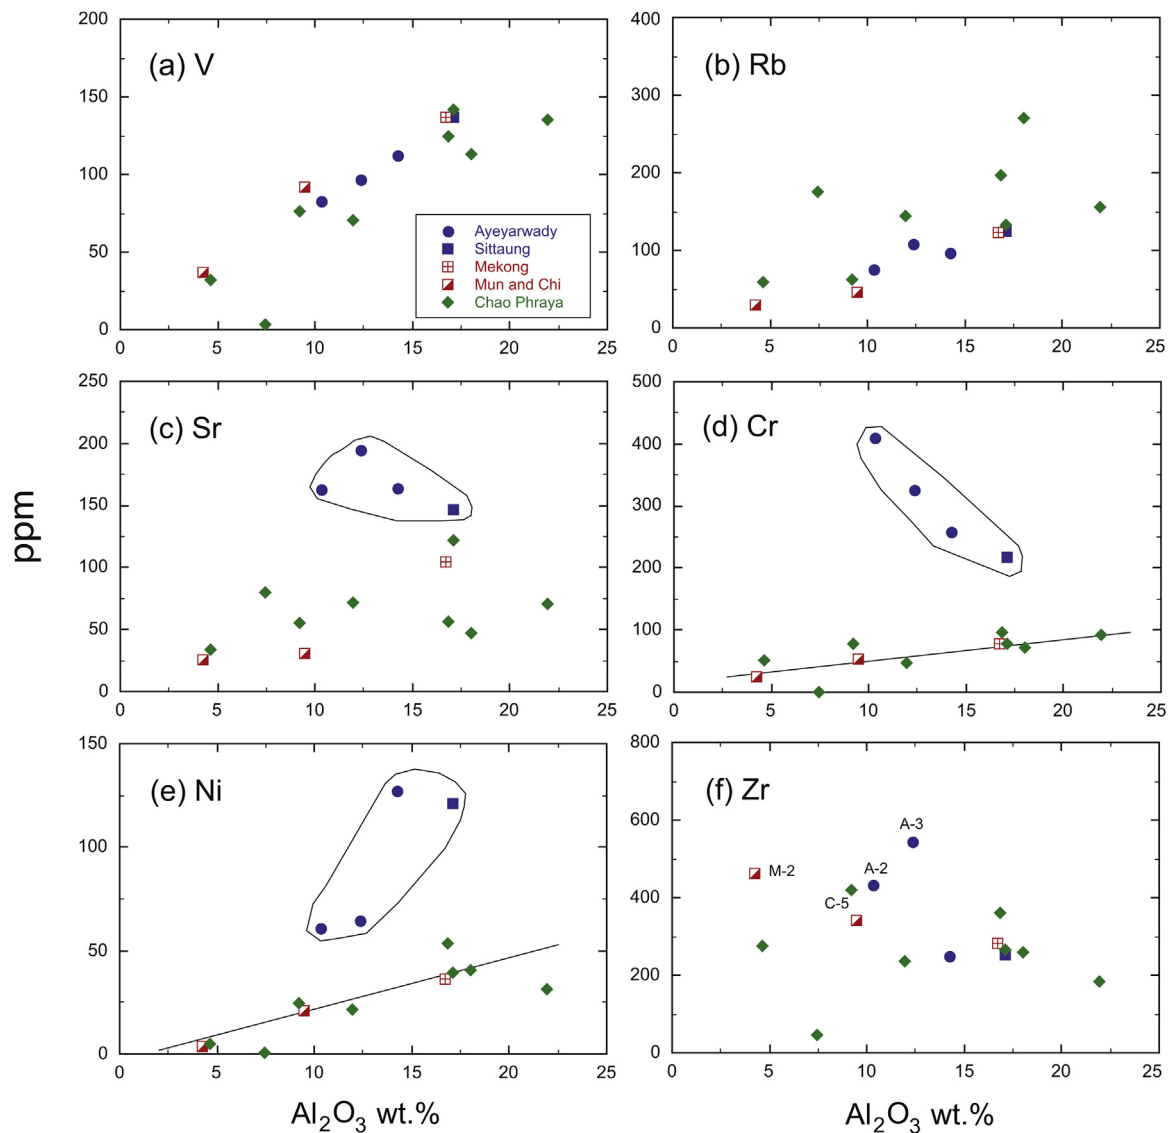 (a) V
200
150
100
50
0
0 5 10 15 20 25
Ayeyarwady
Sittaung
Mekong
Mun and Chi
Chao Phraya
(b) Rb
400
300
200
100
0
0 5 10 15 20 25
(c) Sr
250
200
150
100
50
0
0 5 10 15 20 25
(d) Cr
500
400
300
200
100
0
0 5 10 15 20 25
ppm
(e) Ni
150
100
50
0
0 5 10 15 20 25
Al₂O₃ wt.%
(f) Zr
800
600
400
200
0
A-3
M-2
A-2
C-5
0 5 10 15 20 25
Al₂O₃ wt.%